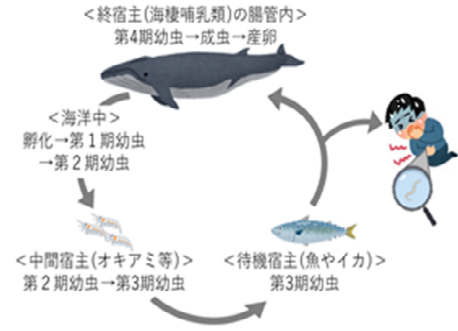 <終宿主(海棲哺乳類)の腸管内>
第4期幼虫→成虫→産卵
<海洋中>
孵化→第１期幼虫
→第２期幼虫
<中間宿主(オキアミ等)>
第２期幼虫→第3期幼虫
<待機宿主(魚やイカ)>
第3期幼虫